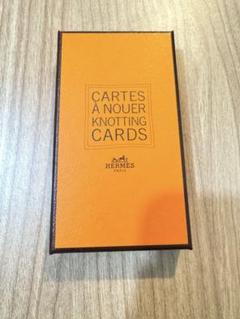 CARTES
À NOUER
KNOTTING
CARDS
HERMÈS
PARIS